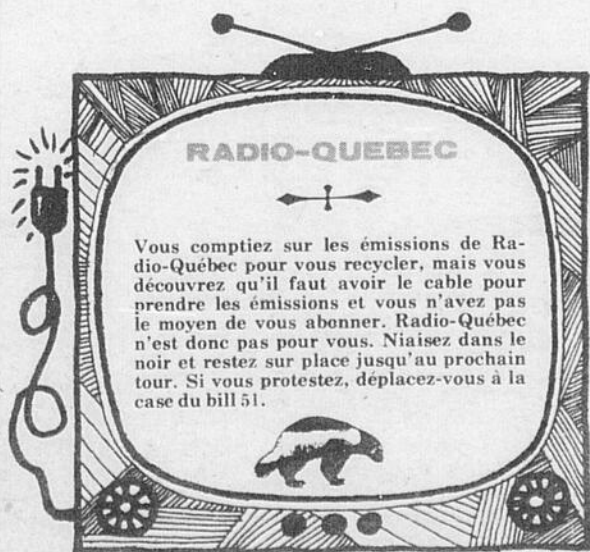 RADIO-QUEBEC
Vous comptiez sur les émissions de Ra-
dio-Québec pour vous recycler, mais vous
découvrez qu'il faut avoir le cable pour
prendre les émissions et vous n'avez pas
le moyen de vous abonner. Radio-Québec
n'est donc pas pour vous. Niaisez dans le
noir et restez sur place jusqu'au prochain
tour. Si vous protestez, déplacez-vous à la
case du bill 51.